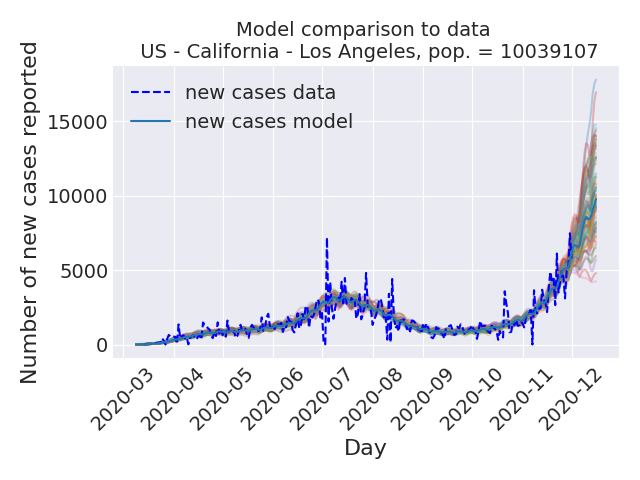 Model comparison to data
US - California - Los Angeles, pop. = 10039107
Number of new cases reported
15000
10000
5000
0
new cases data
new cases model
2020-03
2020-04
2020-05
2020-06
2020-07
2020-08
2020-09
2020-10
2020-11
2020-12
Day